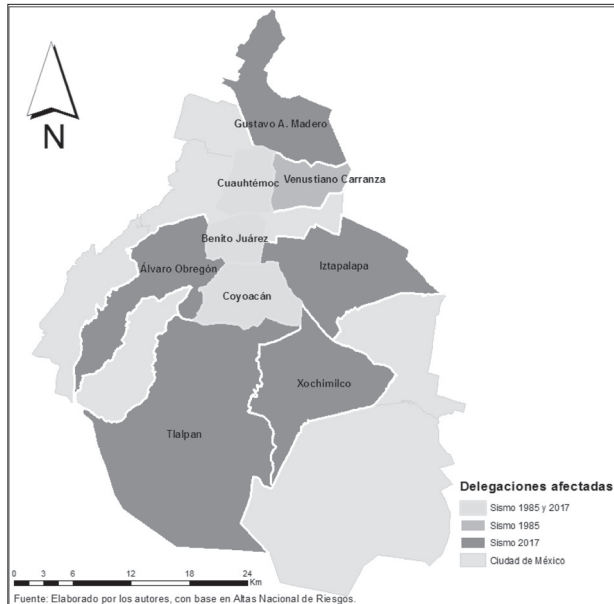 N
Gustavo A. Madero
Cuauhtémoc
Venustiano Carranza
Benito Juárez
Álvaro Obregón
Iztapalapa
Coyoacán
Xochimilco
Tlalpan
Delegaciones afectadas
Sismo 1985 y 2017
Sismo 1985
Sismo 2017
Ciudad de México
0 3 6 12 18 24
Km
Fuente: Elaborado por los autores, con base en Altas Nacional de Riesgos.